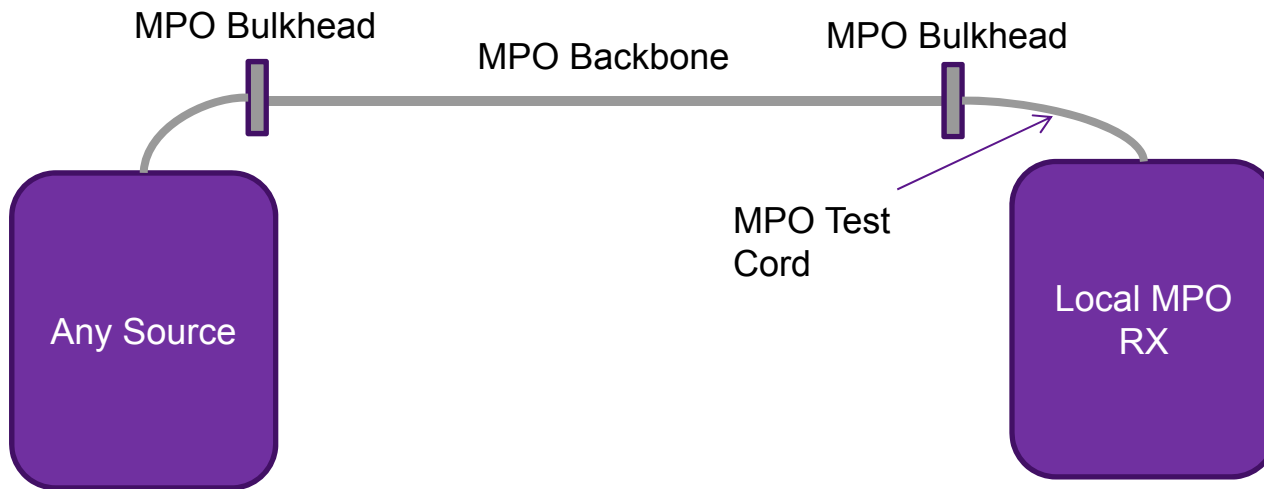 MPO Bulkhead
MPO Backbone
MPO Bulkhead
MPO Test
Cord
Any Source
Local MPO
RX